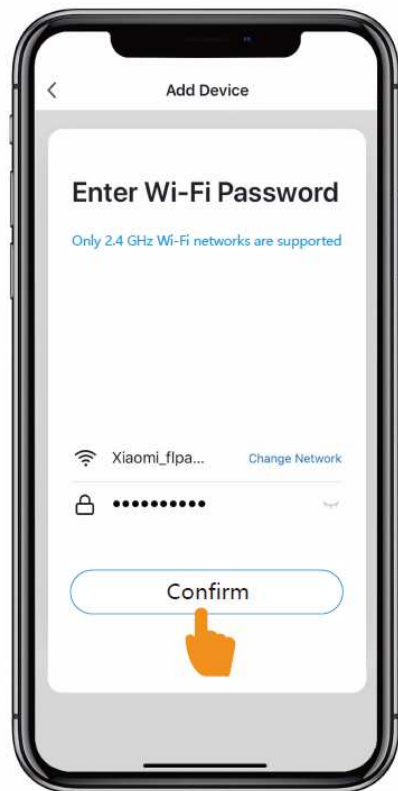 Add Device
Enter Wi-Fi Password
Only 2.4 GHz Wi-Fi networks are supported
Xiaomi_flpa...
Change Network
••••••••••
Confirm